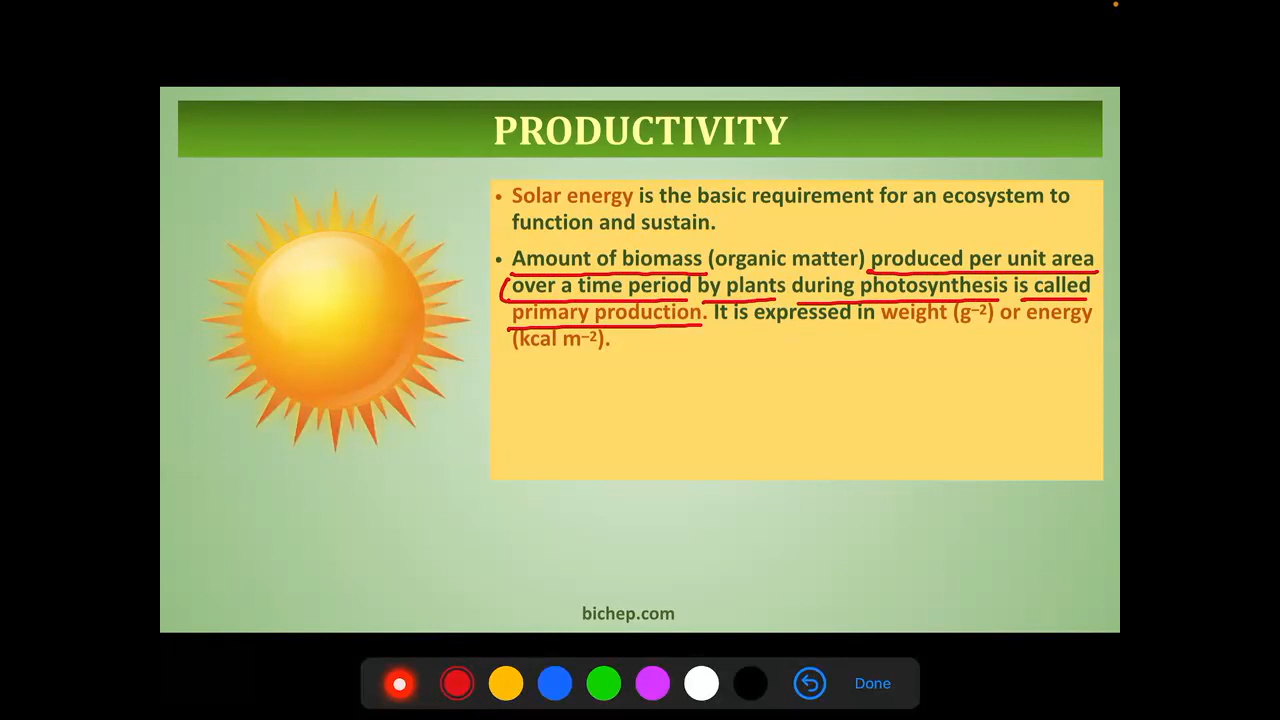 PRODUCTIVITY
• Solar energy is the basic requirement for an ecosystem to
function and sustain.
• Amount of biomass (organic matter) produced per unit area
over a time period by plants during photosynthesis is called
primary production. It is expressed in weight (g⁻²) or energy
(kcal m⁻²).
bichep.com
Done